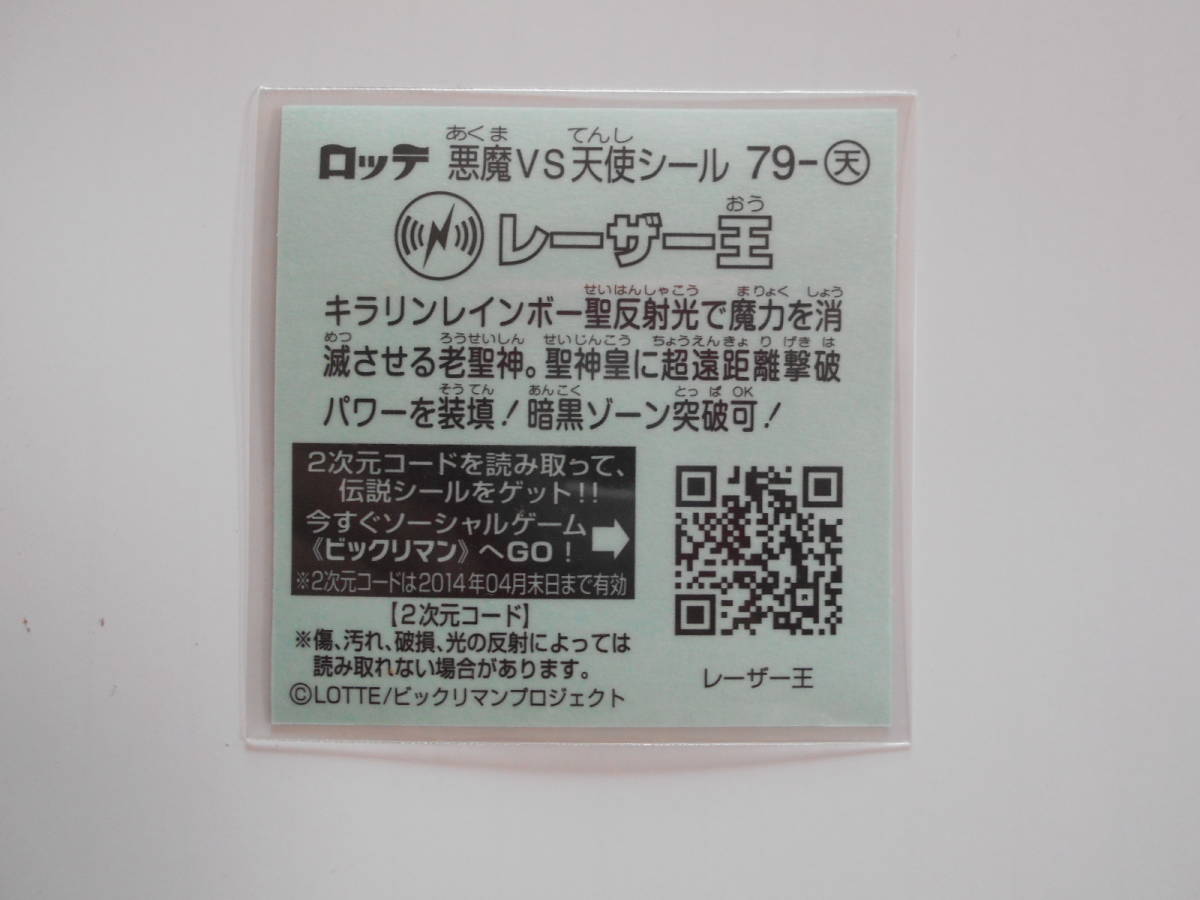 ロッテ 悪魔VS天使シール 79-㊝
レーザー王
キラリンレインボー聖反射光で魔力を消
滅させる老聖神。聖神皇に超遠距離撃破
パワーを装填！暗黒ゾーン突破可！
2次元コードを読み取って、
伝説シールをゲット!!
今すぐソーシャルゲーム
《ビックリマン》へGO！
※2次元コードは2014年04月末日まで有効
【2次元コード】
※傷、汚れ、破損、光の反射によっては
読み取れない場合があります。
©LOTTE/ビックリマンプロジェクト
レーザー王